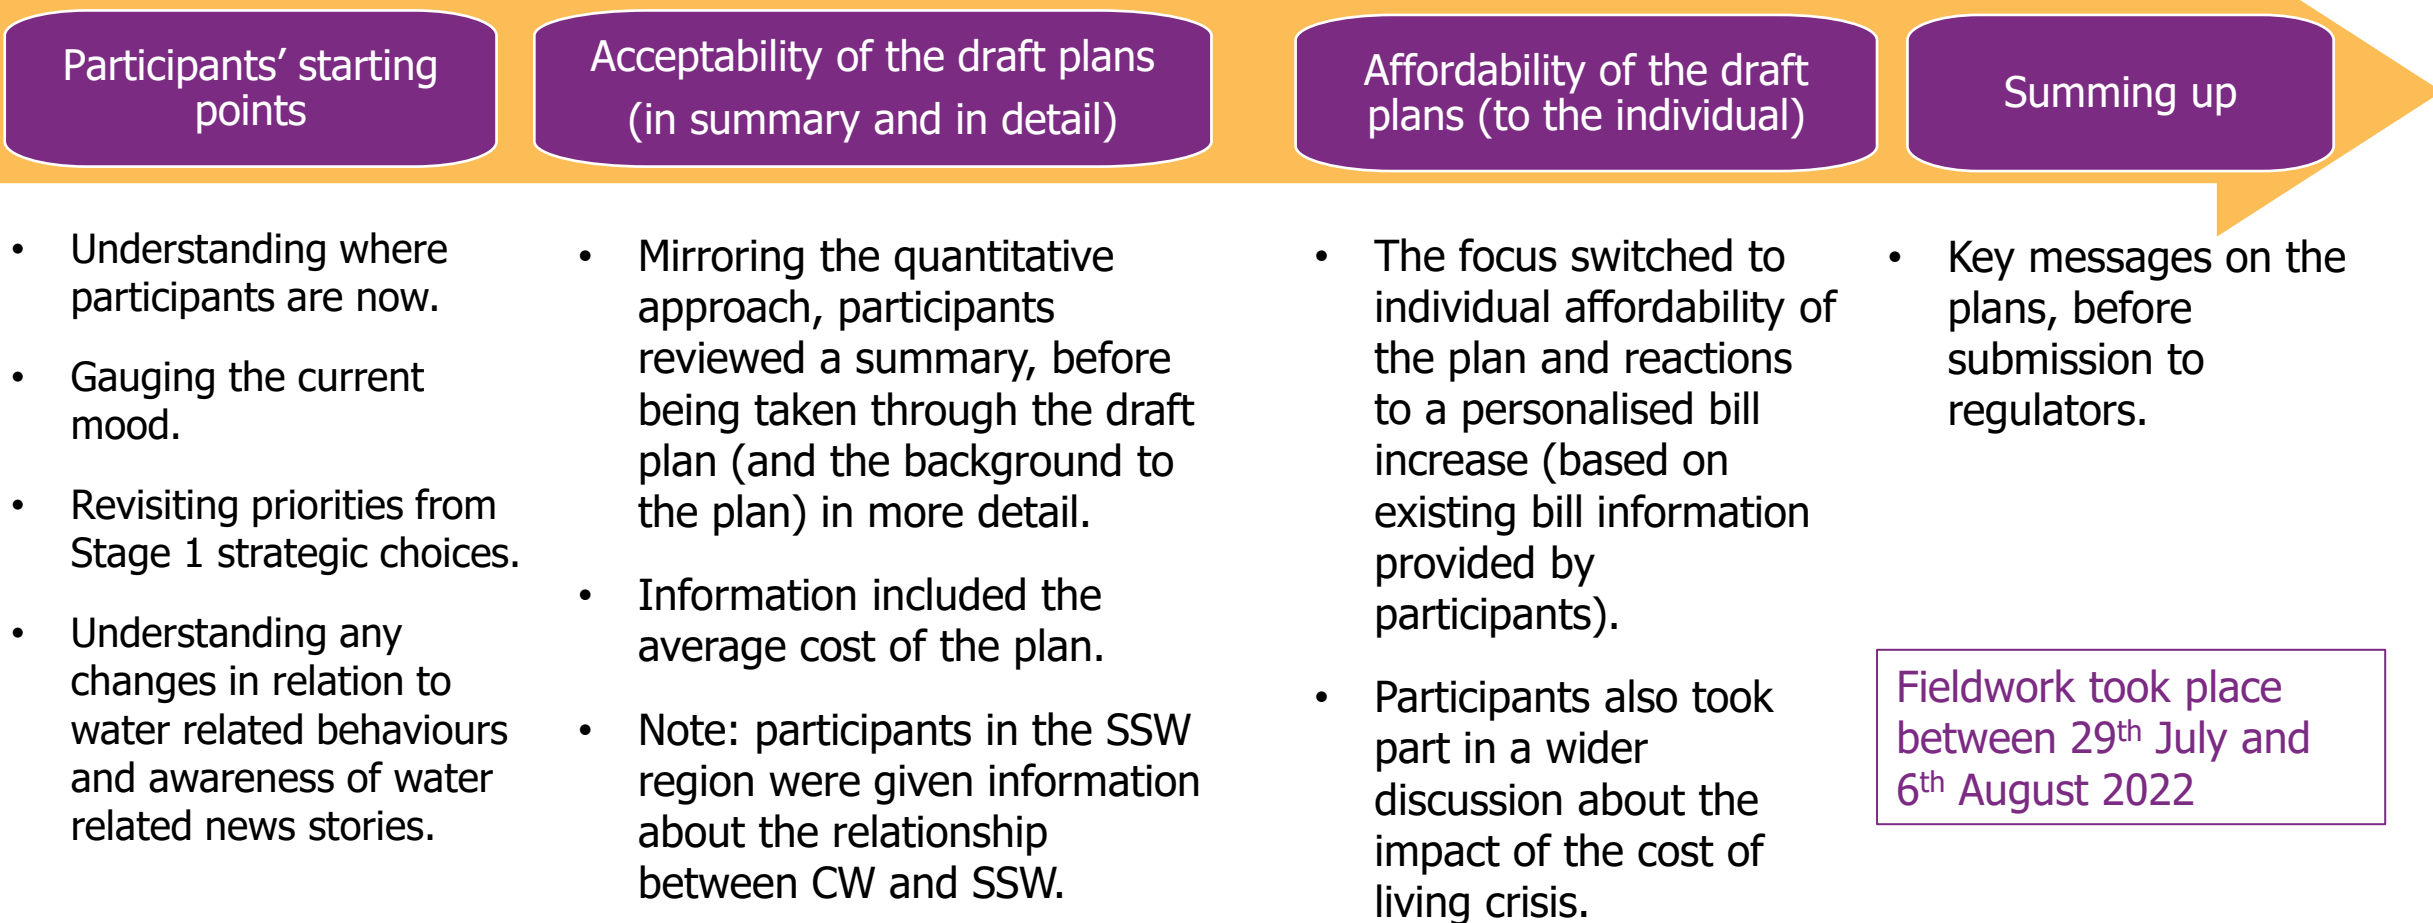 Participants’ starting
points
Acceptability of the draft plans
(in summary and in detail)
Affordability of the draft
plans (to the individual)
Summing up
• Understanding where
participants are now.
• Gauging the current
mood.
• Revisiting priorities from
Stage 1 strategic choices.
• Understanding any
changes in relation to
water related behaviours
and awareness of water
related news stories.
• Mirroring the quantitative
approach, participants
reviewed a summary, before
being taken through the draft
plan (and the background to
the plan) in more detail.
• Information included the
average cost of the plan.
• Note: participants in the SSW
region were given information
about the relationship
between CW and SSW.
• The focus switched to
individual affordability of
the plan and reactions
to a personalised bill
increase (based on
existing bill information
provided by
participants).
• Participants also took
part in a wider
discussion about the
impact of the cost of
living crisis.
• Key messages on the
plans, before
submission to
regulators.
Fieldwork took place
between 29th July and
6th August 2022